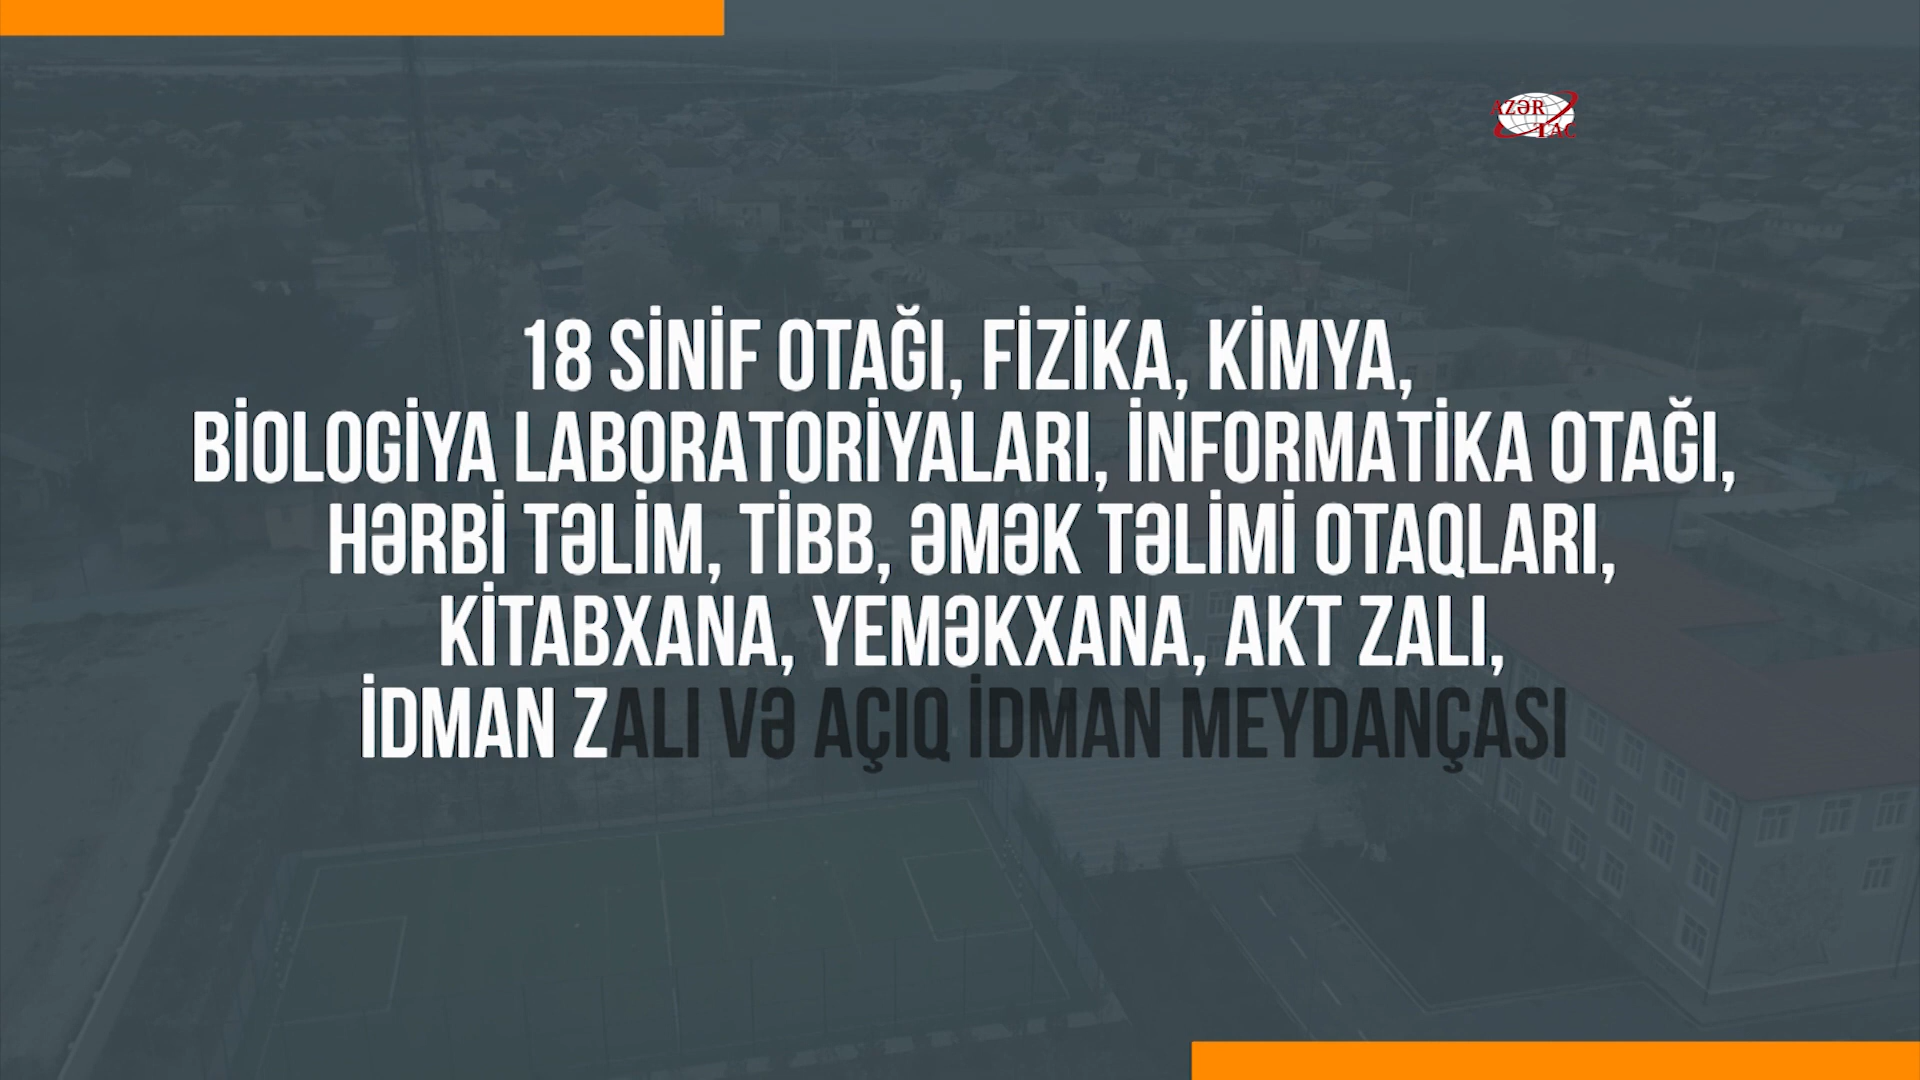 AZƏR
TAC
18 SİNİF OTAĞI, FİZİKA, KİMYA,
BİOLOGİYA LABORATORİYALARI, İNFORMATİKA OTAĞI,
HƏRBİ TƏLİM, TİBB, ƏMƏK TƏLİMİ OTAQLARI,
KİTABXANA, YEMƏKXANA, AKT ZALI,
İDMAN ZALI VƏ AÇIQ İDMAN MEYDANÇASI